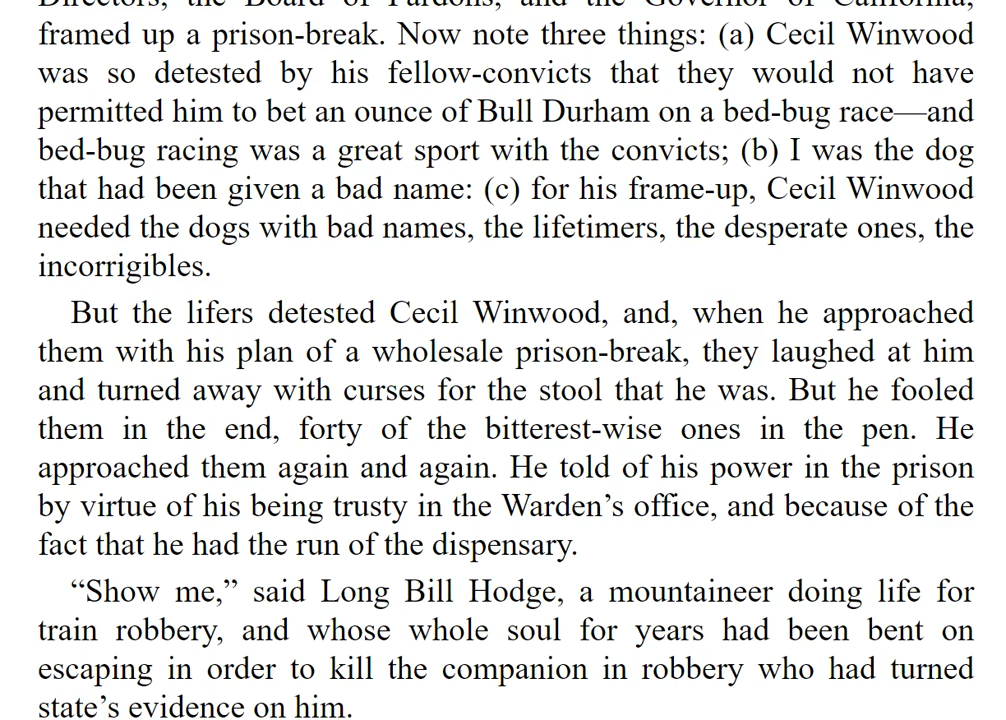 Directors, the Board of Pardons, and the Governor of California,
framed up a prison-break. Now note three things: (a) Cecil Winwood
was so detested by his fellow-convicts that they would not have
permitted him to bet an ounce of Bull Durham on a bed-bug race—and
bed-bug racing was a great sport with the convicts; (b) I was the dog
that had been given a bad name: (c) for his frame-up, Cecil Winwood
needed the dogs with bad names, the lifetimers, the desperate ones, the
incorrigibles.
But the lifers detested Cecil Winwood, and, when he approached
them with his plan of a wholesale prison-break, they laughed at him
and turned away with curses for the stool that he was. But he fooled
them in the end, forty of the bitterest-wise ones in the pen. He
approached them again and again. He told of his power in the prison
by virtue of his being trusty in the Warden’s office, and because of the
fact that he had the run of the dispensary.
“Show me,” said Long Bill Hodge, a mountaineer doing life for
train robbery, and whose whole soul for years had been bent on
escaping in order to kill the companion in robbery who had turned
state’s evidence on him.